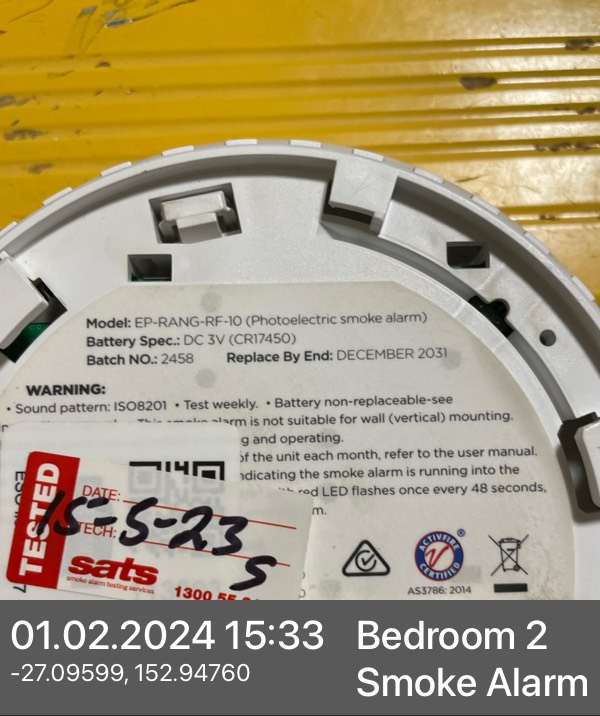 Model: EP-RANG-RF-10 (Photoelectric smoke alarm)
Battery Spec.: DC 3V (CR17450)
Batch NO.: 2458 Replace By End: DECEMBER 2031
WARNING:
• Sound pattern: ISO8201 • Test weekly. • Battery non-replaceable-see
This smoke alarm is not suitable for wall (vertical) mounting.
g and operating.
of the unit each month, refer to the user manual.
ndicating the smoke alarm is running into the
red LED flashes once every 48 seconds,
m.
TESTED
DATE: 15-5-23
TECH: S
sats
smoke alarm testing services
1300 55
ACTIVFIRE
CERTIFIED
®
AS3786: 2014
01.02.2024 15:33
-27.09599, 152.94760
Bedroom 2
Smoke Alarm